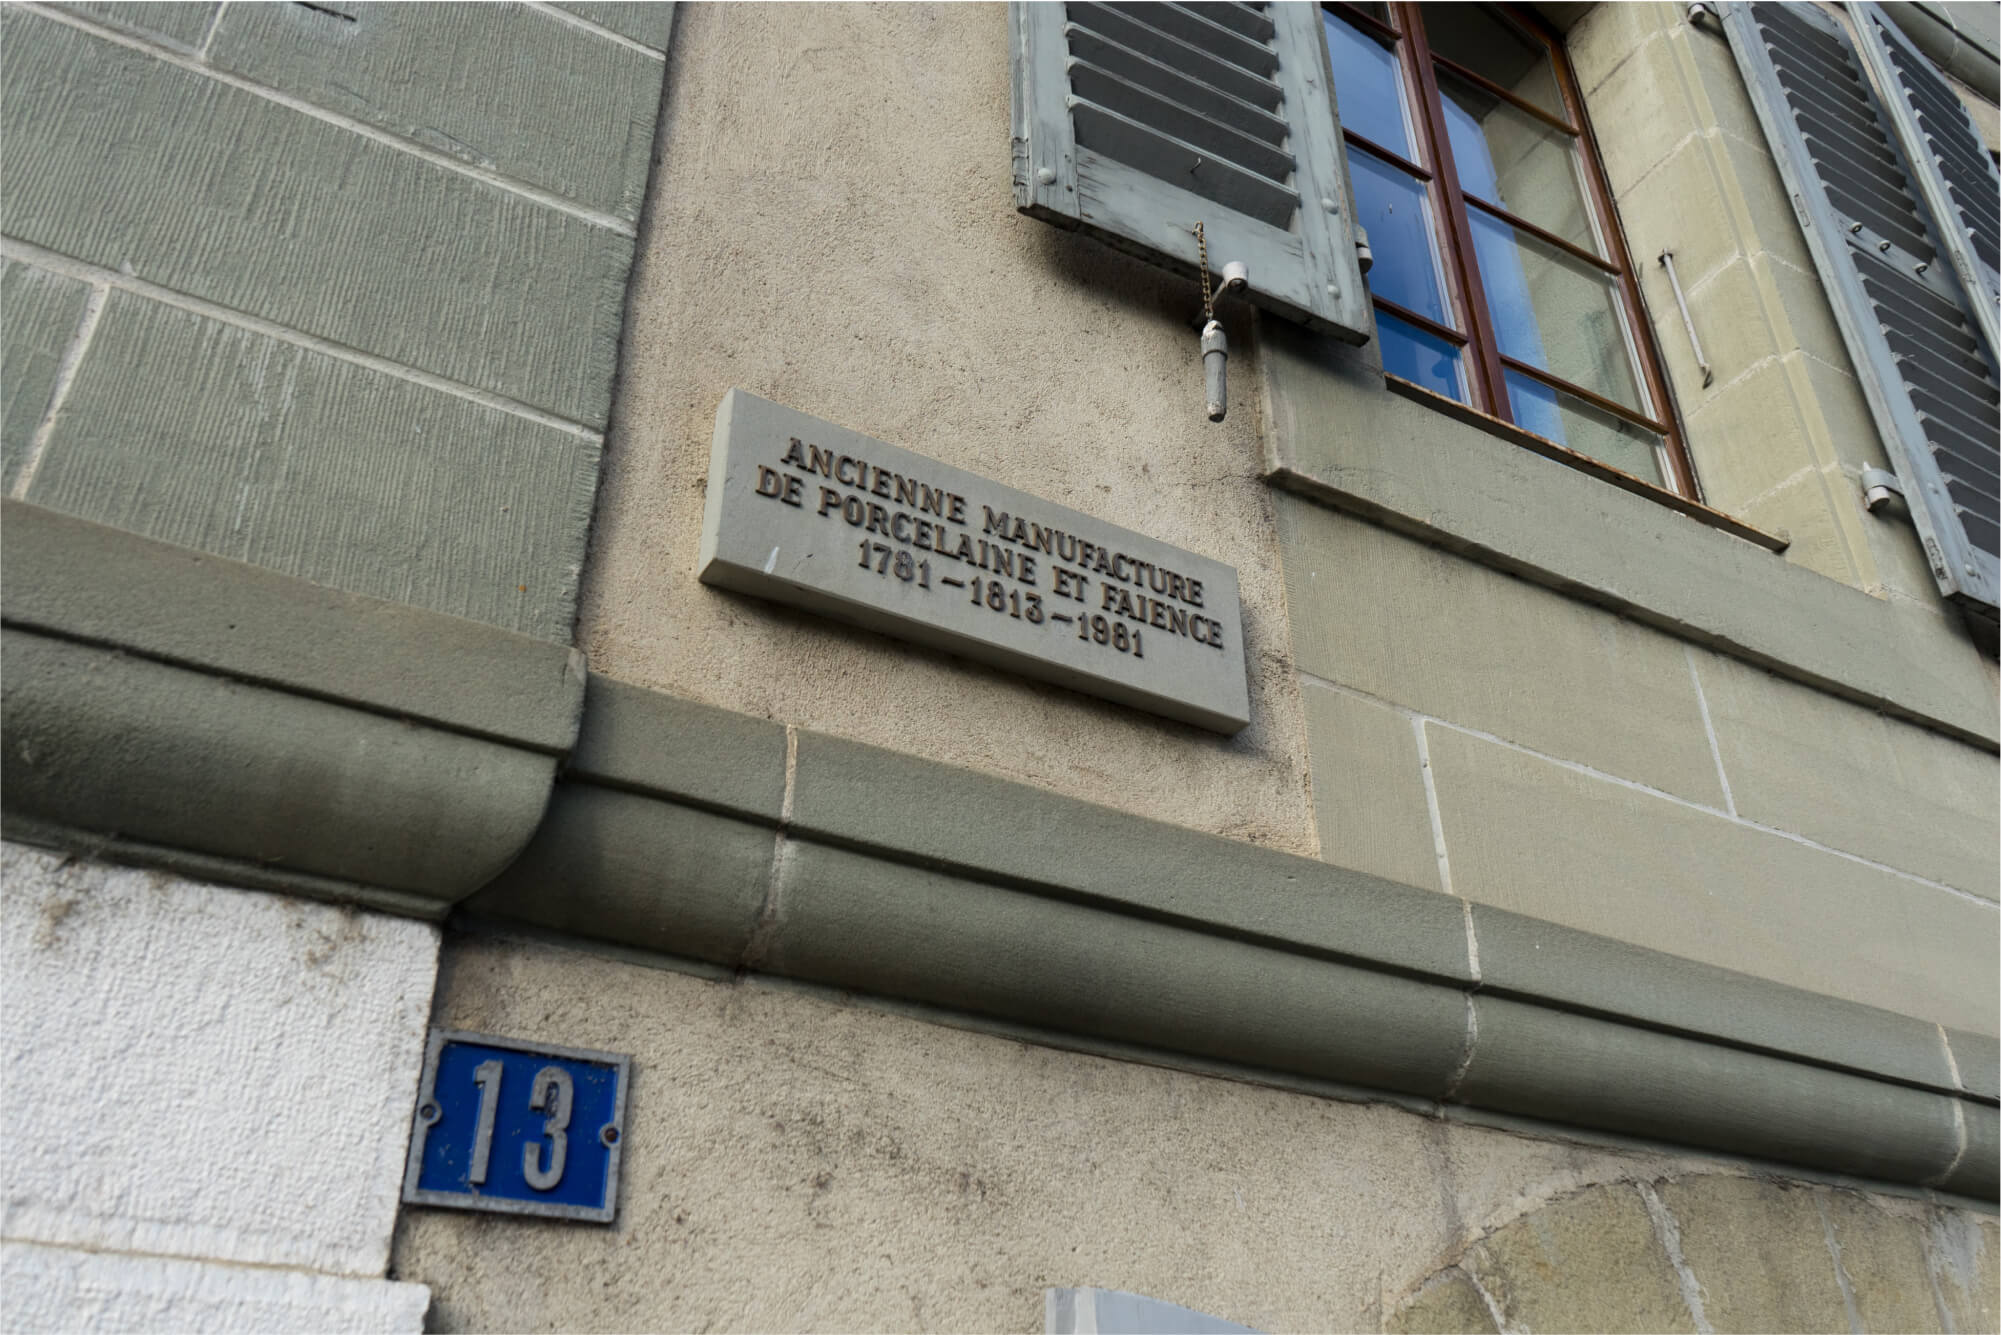 ANCIENNE MANUFACTURE
DE PORCELAINE ET FAIENCE
1781 – 1813 – 1981
13